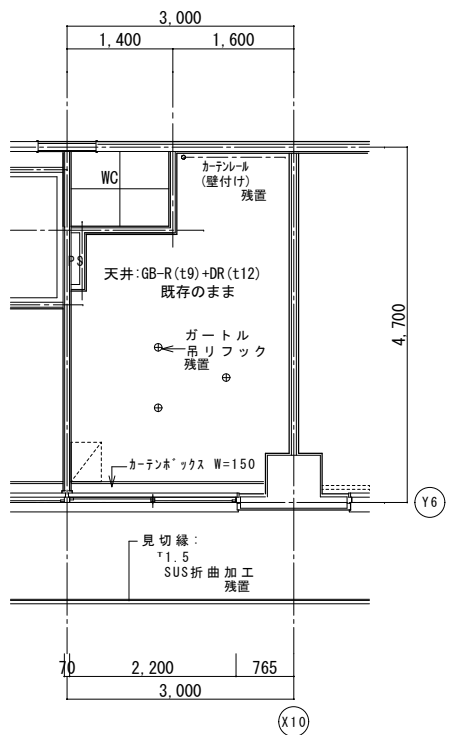 3,000
1,400
1,600
WC
カーテンレール
(壁付け)
残置
PS
天井:GB-R(t9)+DR(t12)
既存のまま
4,700
ガートル
吊リフック
残置
カーテンボックス W=150
Y6
見切縁:
T1.5
SUS折曲加工
残置
70
2,200
765
3,000
X10